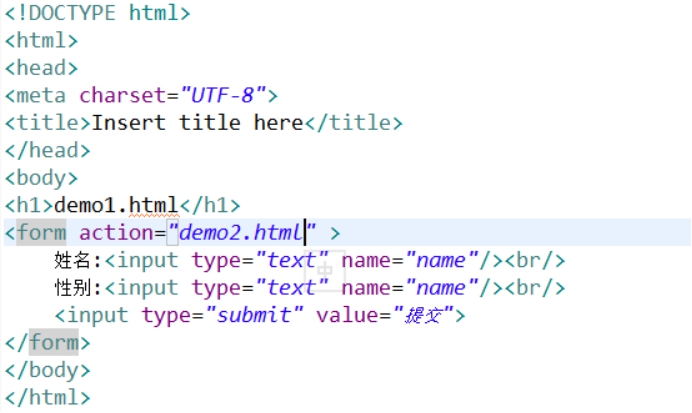 <!DOCTYPE html>
<html>
<head>
<meta charset="UTF-8">
<title>Insert title here</title>
</head>
<body>
<h1>demo1.html</h1>
<form action="demo2.html" >
    姓名:<input type="text" name="name"/><br/>
    性别:<input type="text" name="name"/><br/>
    <input type="submit" value="提交">
</form>
</body>
</html>